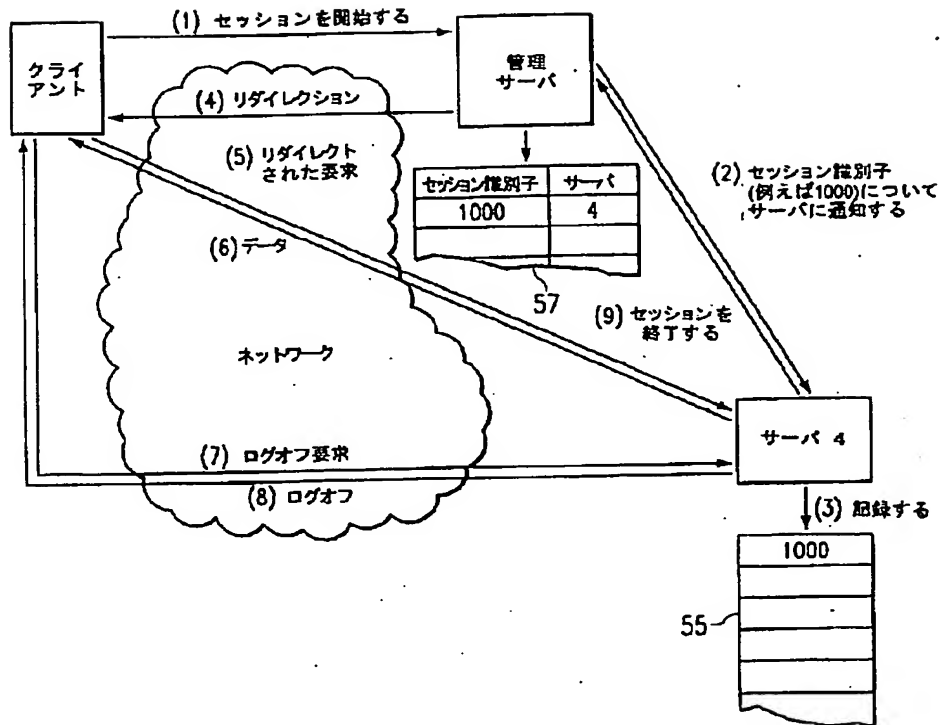 (1) セッションを開始する
クライ
アント
管理
サーバ
(4) リダイレクション
(5) リダイレクト
された要求
セッション識別子 サーバ
1000 4
(2) セッション識別子
(例えば1000)について
サーバに通知する
(6) データ
57
(9) セッションを
終了する
ネットワーク
サーバ 4
(7) ログオフ要求
(8) ログオフ
(3) 記録する
1000
55